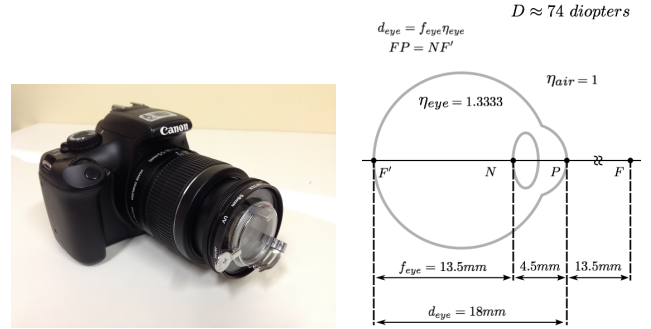 Canon
UV
D ≈ 74 diopters
d_eye = f_eye η_eye
FP = NF′
η_air = 1
η_eye = 1.3333
F′
N
P
F
f_eye = 13.5mm
4.5mm
13.5mm
d_eye = 18mm